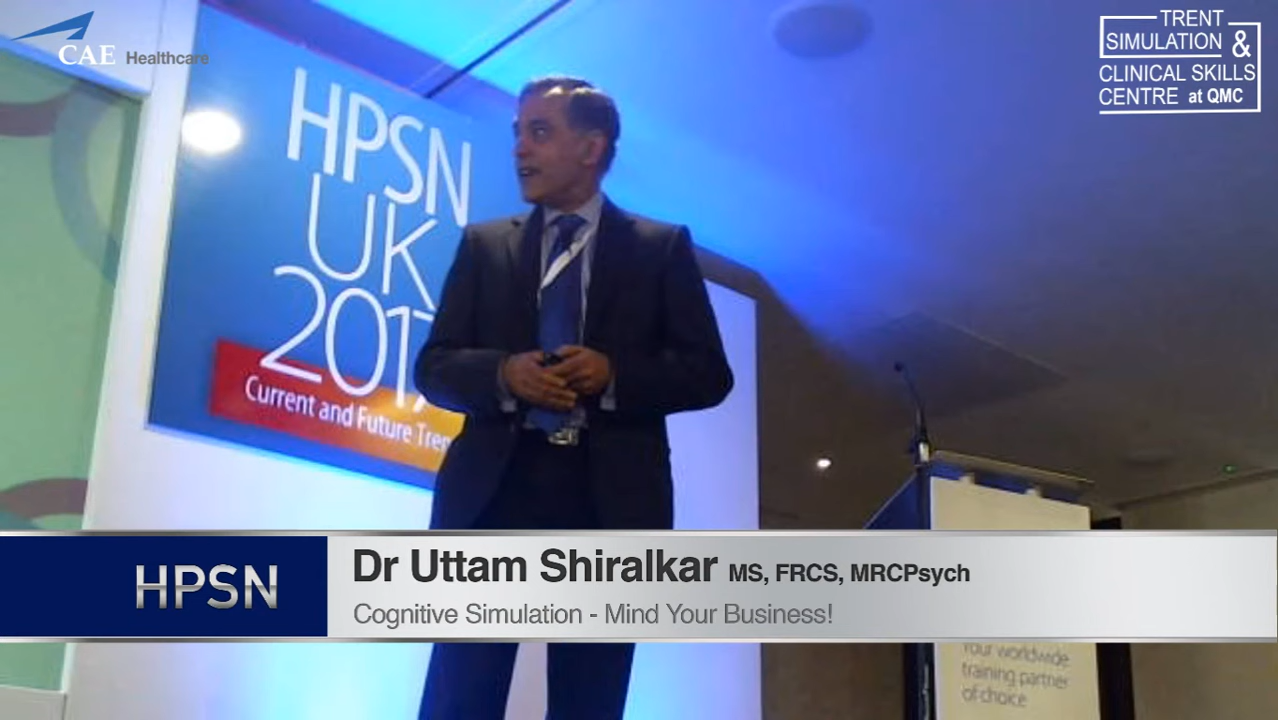 CAE Healthcare
TRENT
SIMULATION &
CLINICAL SKILLS
CENTRE at QMC
HPSN
UK
2017
Current and Future
HPSN
Dr Uttam Shiralkar MS, FRCS, MRCPsych
Cognitive Simulation - Mind Your Business!
Your worldwide
training partner
of choice